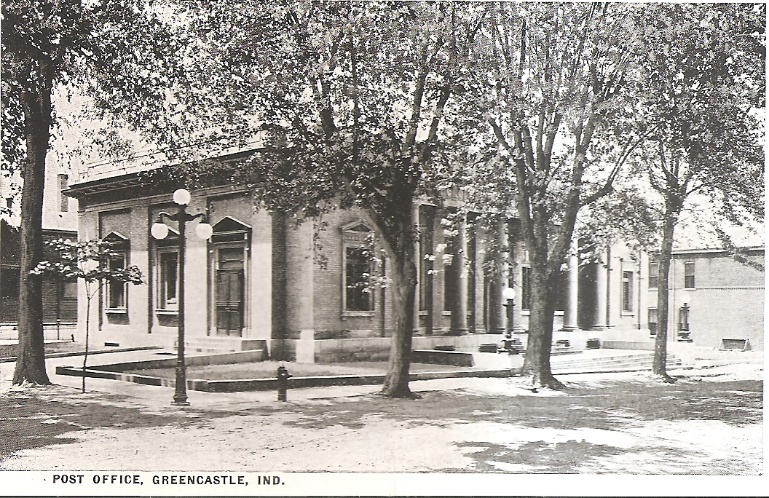 POST OFFICE, GREENCASTLE, IND.